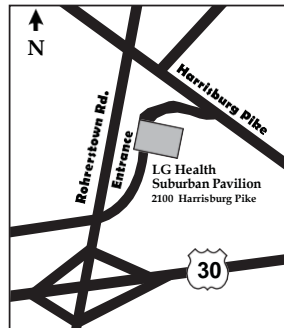 N
Harrisburg Pike
Rohrerstown Rd.
Entrance
LG Health
Suburban Pavilion
2100 Harrisburg Pike
30